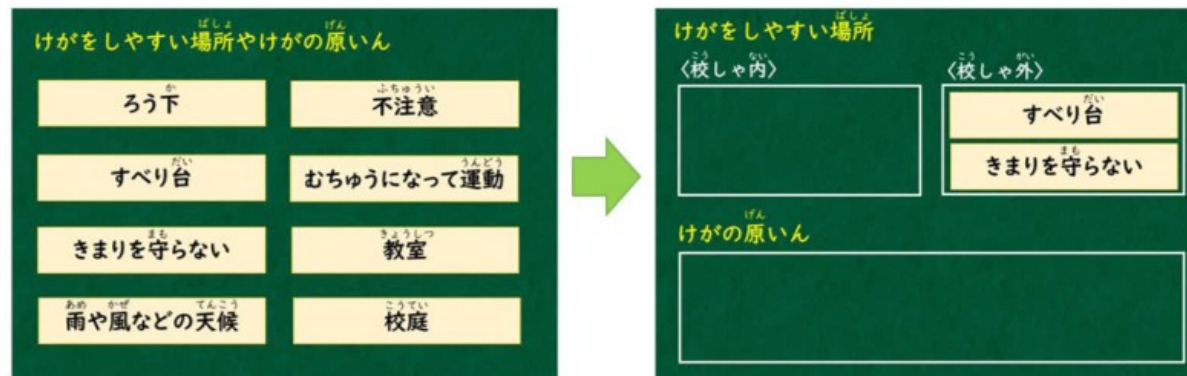 けがをしやすい場所やけがの原いん
ろう下
不注意
すべり台
むちゅうになって運動
きまりを守らない
教室
雨や風などの天候
校庭
けがをしやすい場所
〈校しゃ内〉
〈校しゃ外〉
すべり台
きまりを守らない
けがの原いん